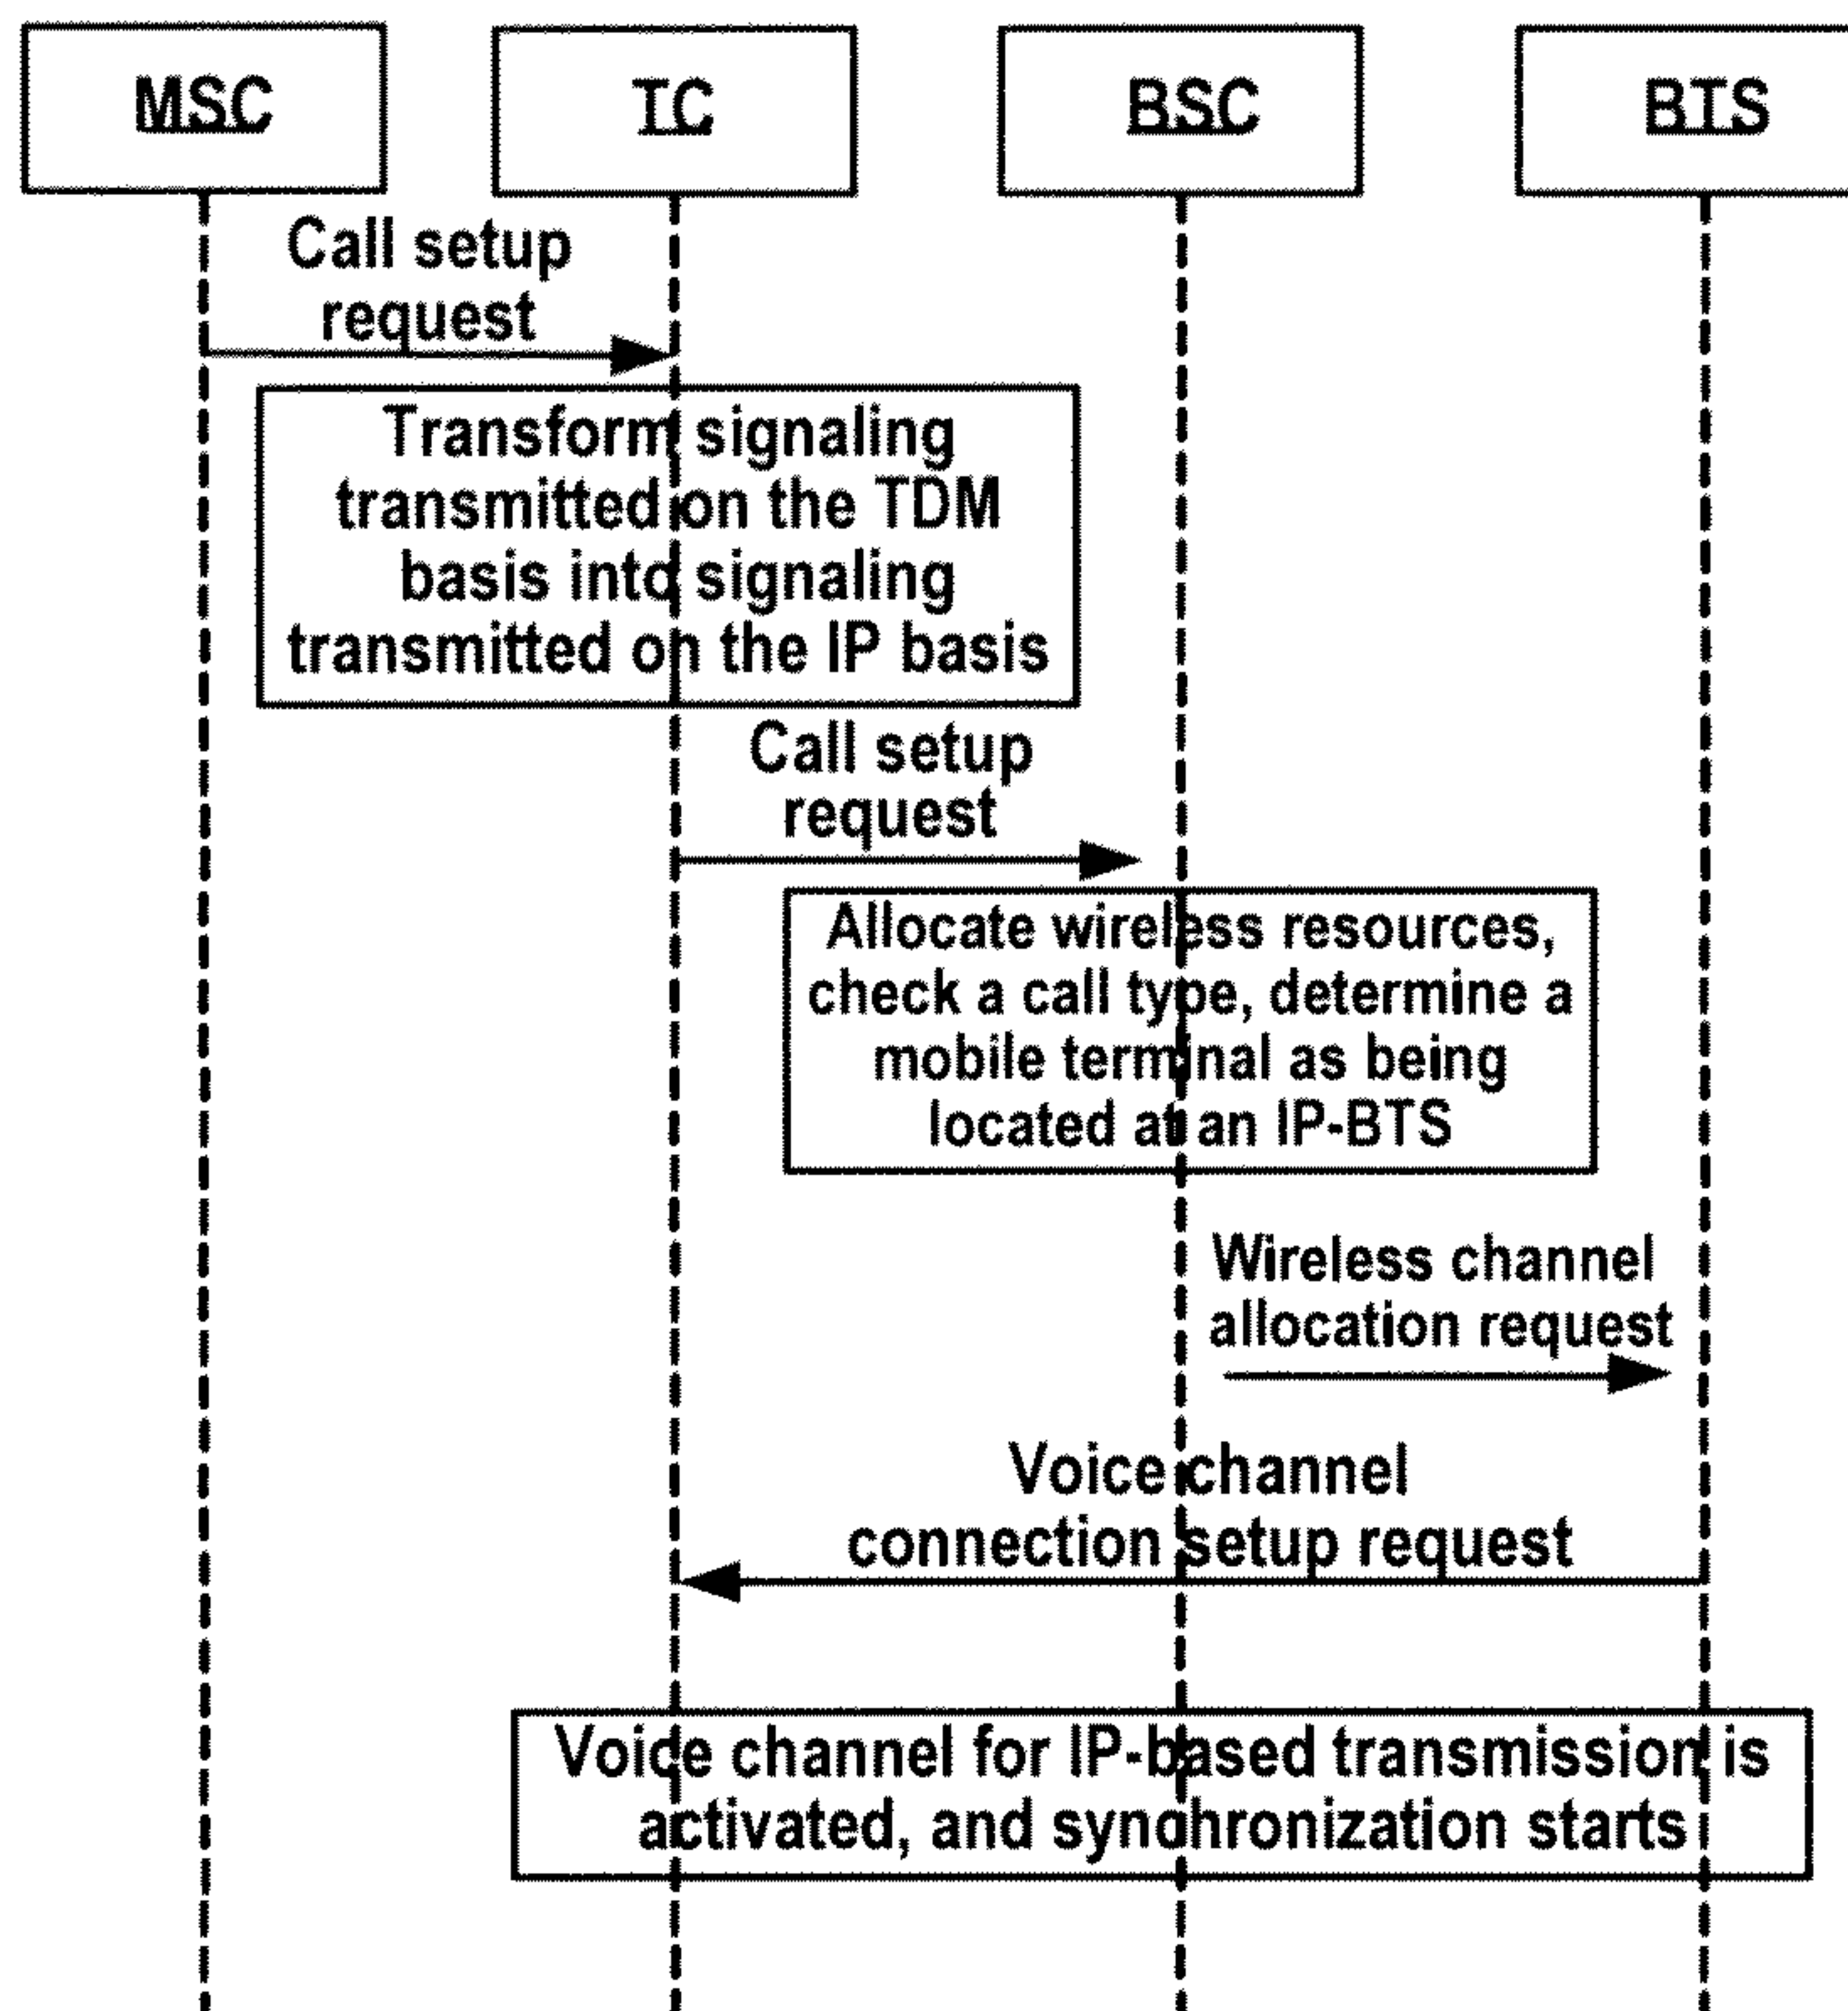 MSC
TC
BSC
BTS
Call setup
request
Transform signaling
transmitted on the TDM
basis into signaling
transmitted on the IP basis
Call setup
request
Allocate wireless resources,
check a call type, determine a
mobile terminal as being
located at an IP-BTS
Wireless channel
allocation request
Voice channel
connection setup request
Voice channel for IP-based transmission is
activated, and synchronization starts